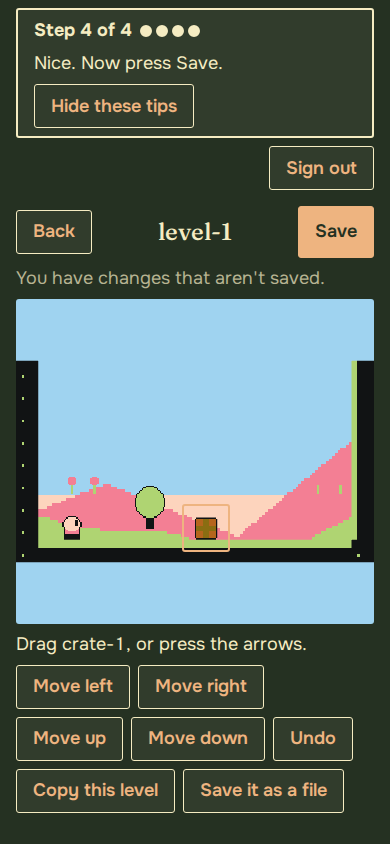 Step 4 of 4
Nice. Now press Save.
Hide these tips
Sign out
Back level-1 Save
You have changes that aren't saved.
Drag crate-1, or press the arrows.
Move left Move right
Move up Move down Undo
Copy this level Save it as a file